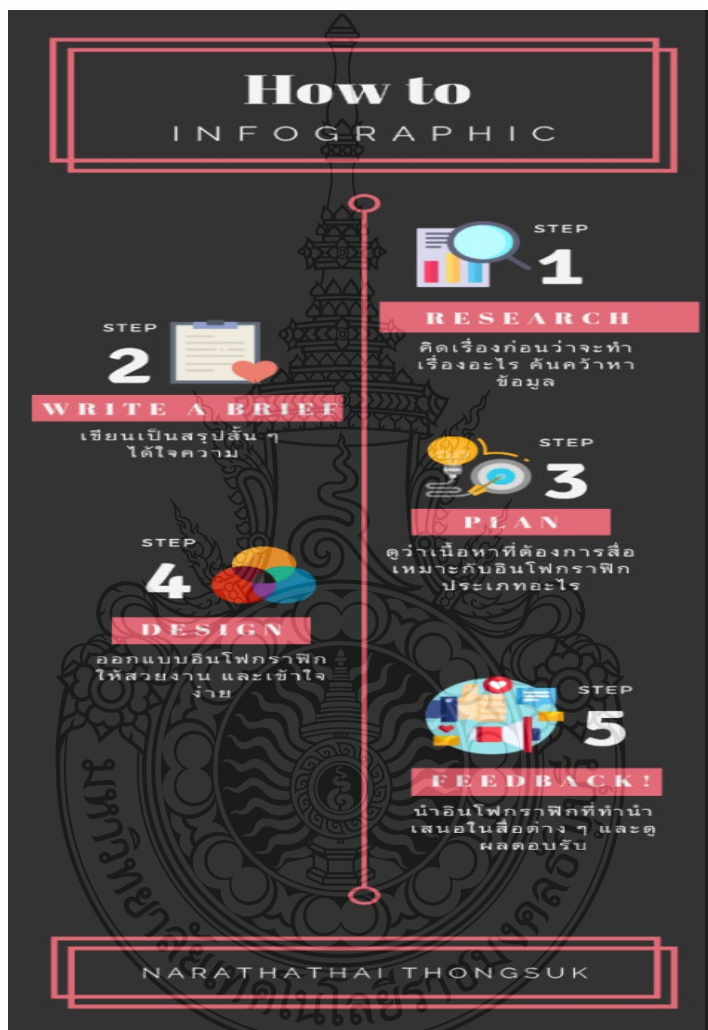 How to
INFOGRAPHIC
STEP
1
RESEARCH
คิดเรื่องก่อนว่าจะทำ
เรื่องอะไร ค้นคว้าหา
ข้อมูล
STEP
2
WRITE A BRIEF
เขียนเป็นสรุปสั้น ๆ
ได้ใจความ
STEP
3
PLAN
ดูว่าเนื้อหาที่ต้องการสื่อ
เหมาะกับอินโฟกราฟิก
ประเภทอะไร
STEP
4
DESIGN
ออกแบบอินโฟกราฟิก
ให้สวยงาน และเข้าใจ
ง่าย
STEP
5
FEEDBACK!
นำอินโฟกราฟิกที่ทำนำ
เสนอในสื่อต่าง ๆ และดู
ผลตอบรับ
NARATHATHAI THONGSUK